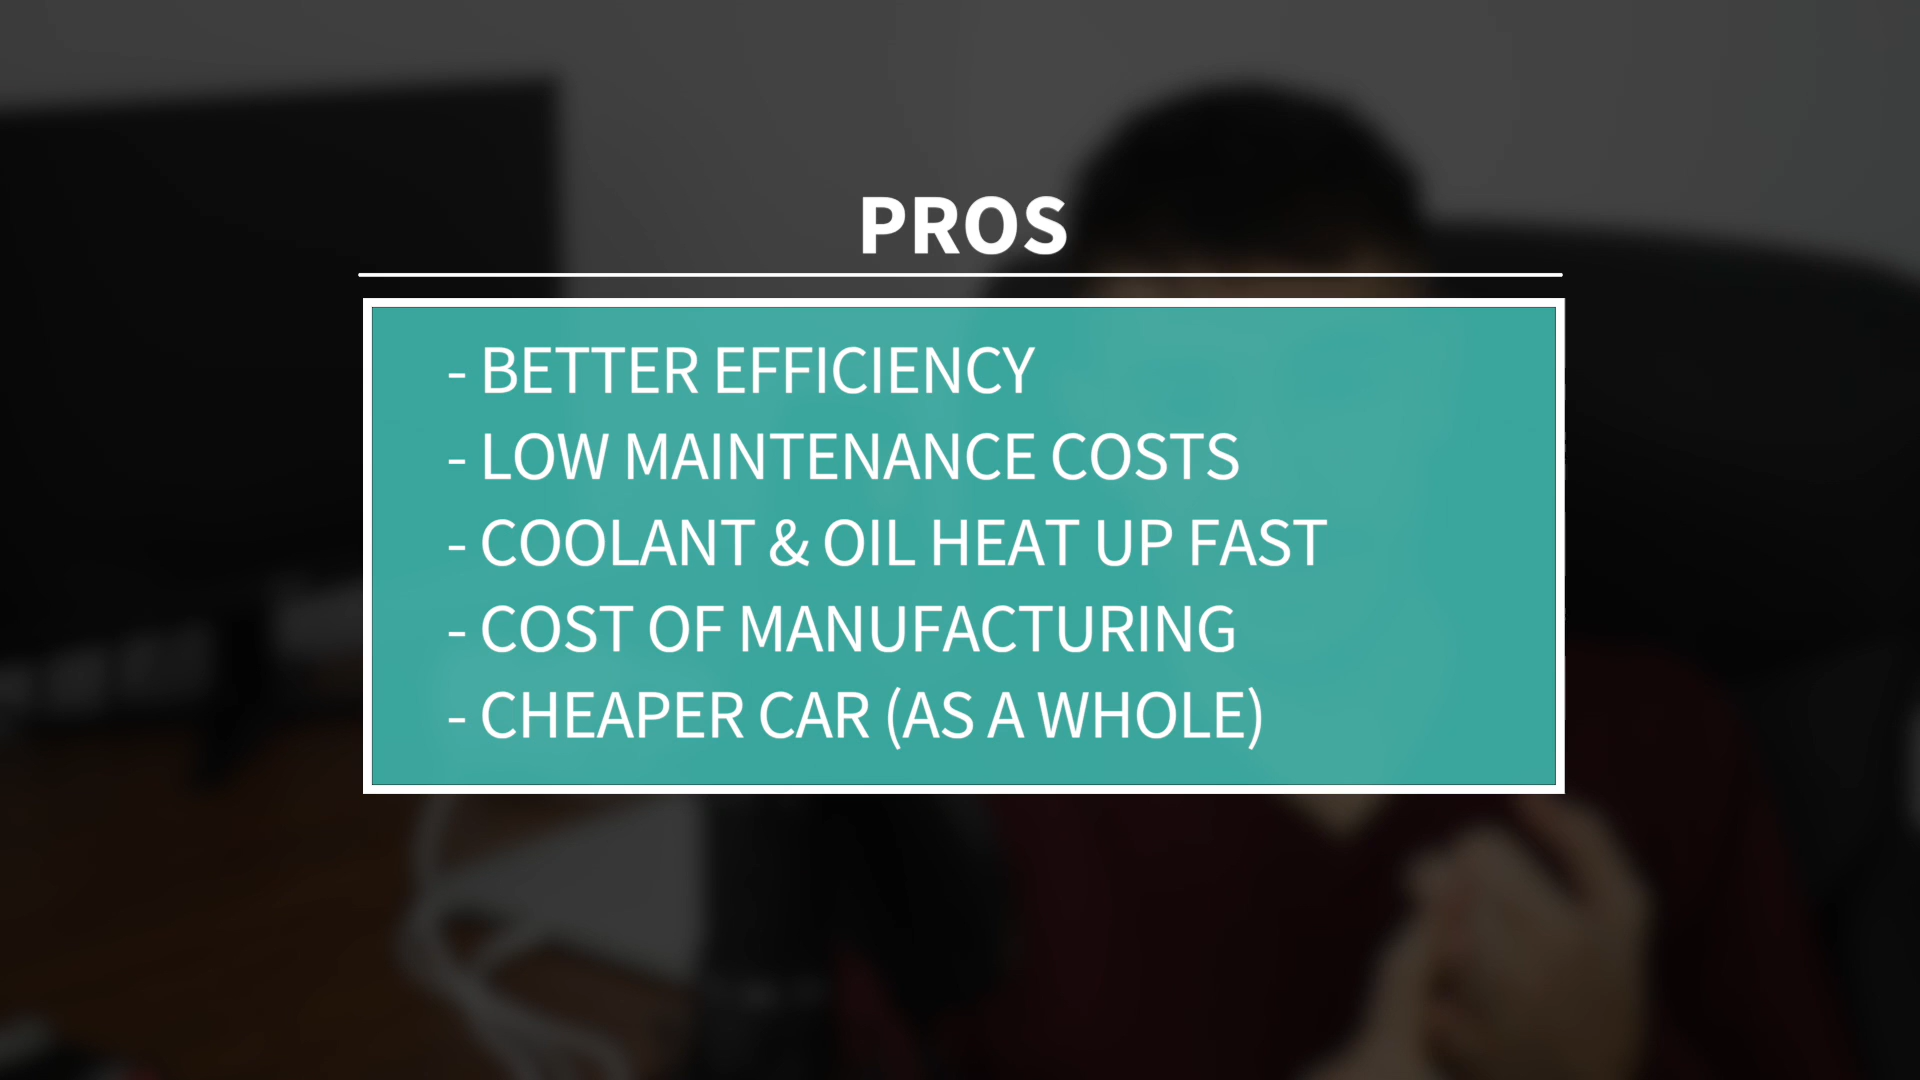 PROS
- BETTER EFFICIENCY
- LOW MAINTENANCE COSTS
- COOLANT & OIL HEAT UP FAST
- COST OF MANUFACTURING
- CHEAPER CAR (AS A WHOLE)